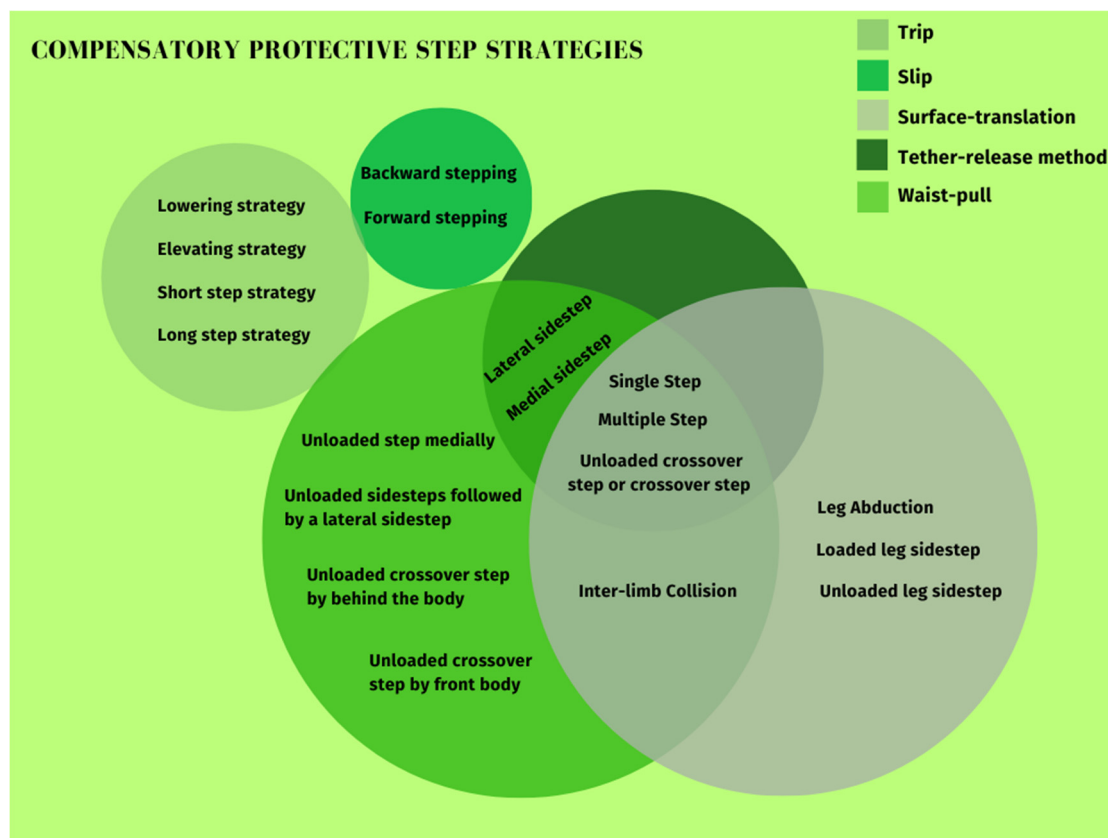 COMPENSATORY PROTECTIVE STEP STRATEGIES
Trip
Slip
Surface-translation
Tether-release method
Waist-pull
Backward stepping
Forward stepping
Lowering strategy
Elevating strategy
Short step strategy
Long step strategy
Lateral sidestep
Medial sidestep
Single Step
Multiple Step
Unloaded crossover
step or crossover step
Unloaded step medially
Unloaded sidesteps followed
by a lateral sidestep
Unloaded crossover step
by behind the body
Unloaded crossover
step by front body
Inter-limb Collision
Leg Abduction
Loaded leg sidestep
Unloaded leg sidestep